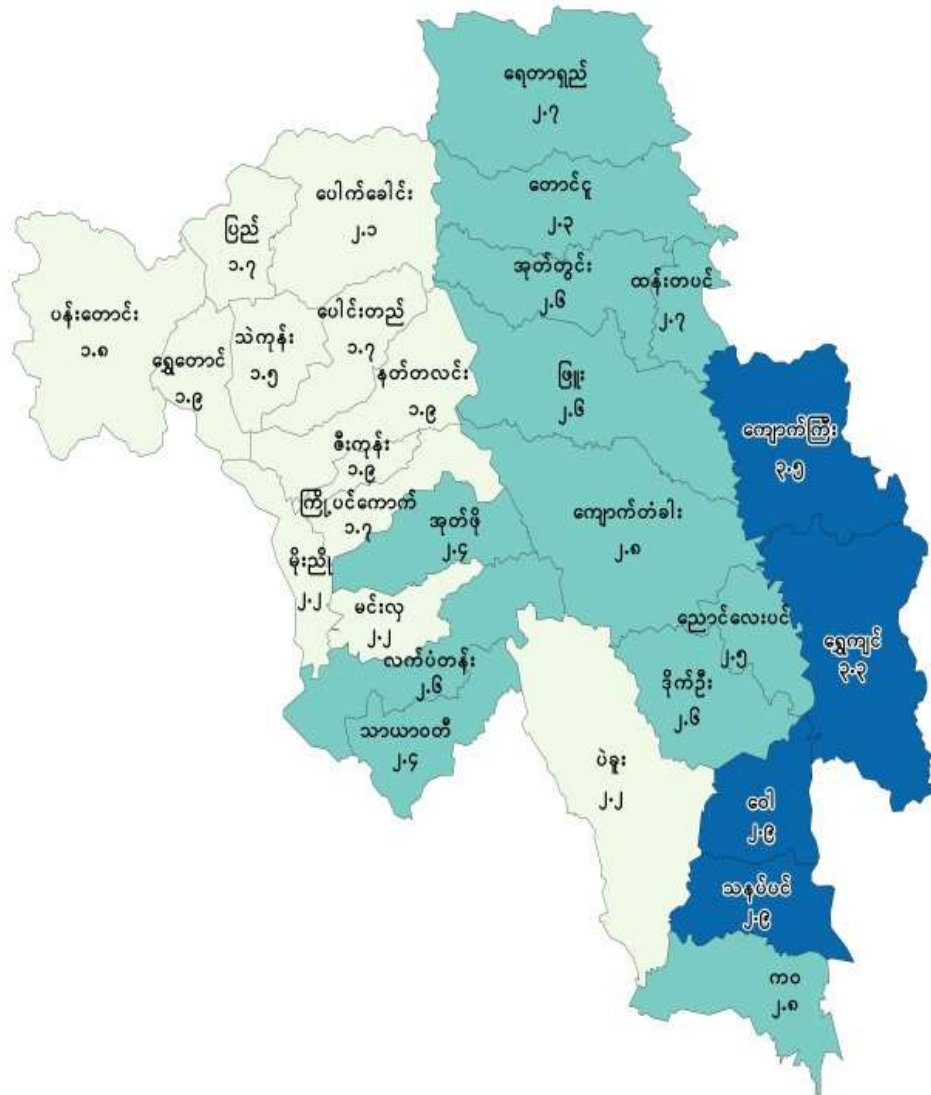 ရေတာရှည်
၂.၇
တောင်ငူ
၂.၃
ပေါက်ခေါင်း
၂.၁
ပြည်
၁.၇
အုတ်တွင်း
၂.၆
ထန်းတပင်
၂.၇
ပန်းတောင်း
၁.၈
ပေါင်းတည်
၁.၇
သဲကုန်း
၁.၅
ရွှေတောင်
၁.၉
နတ်တလင်း
၁.၉
ဖြူး
၂.၆
ကျောက်ကြီး
၃.၅
ဇီးကုန်း
၁.၉
ကြို့ပင်ကောက်
၁.၇
အုတ်ဖို
၂.၄
ကျောက်တံခါး
၂.၈
မိုးညို
၂.၂
မင်းလှ
၂.၂
ညောင်လေးပင်
၂.၅
ရွှေကျင်
၃.၃
လက်ပံတန်း
၂.၆
ဒိုက်ဦး
၂.၆
သာယာဝတီ
၂.၄
ပဲခူး
၂.၂
ဝေါ
၂.၉
သနပ်ပင်
၂.၉
ကဝ
၂.၈